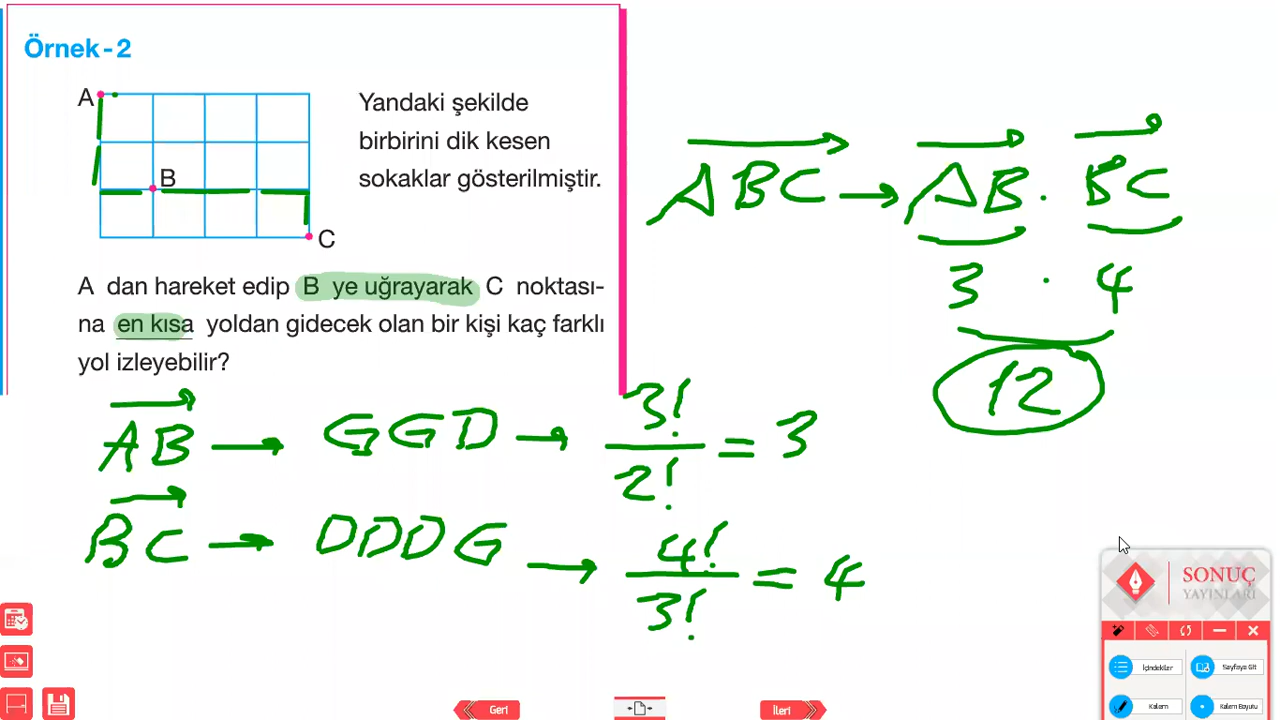 Örnek - 2
A
B
C
Yandaki şekilde
birbirini dik kesen
sokaklar gösterilmiştir.
A dan hareket edip B ye uğrayarak C noktası-
na en kısa yoldan gidecek olan bir kişi kaç farklı
yol izleyebilir?
ABC → AB . BC
3 . 4
12
AB → GGD → 3!/2! = 3
BC → DDDG → 4!/3! = 4
SONUÇ
YAYINLARI
İçindekiler
Sayfaya Git
Kalem
Kalem Boyutu
Geri
İleri